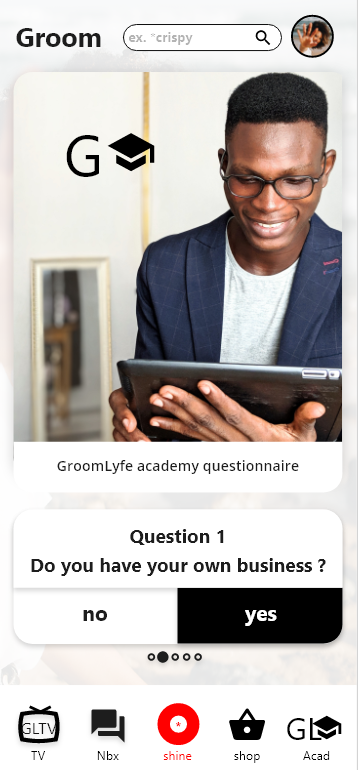 Groom
ex. *crispy
G
GroomLyfe academy questionnaire
Question 1
Do you have your own business ?
no
yes
GLTV
TV
Nbx
*
shine
shop
GL
Acad